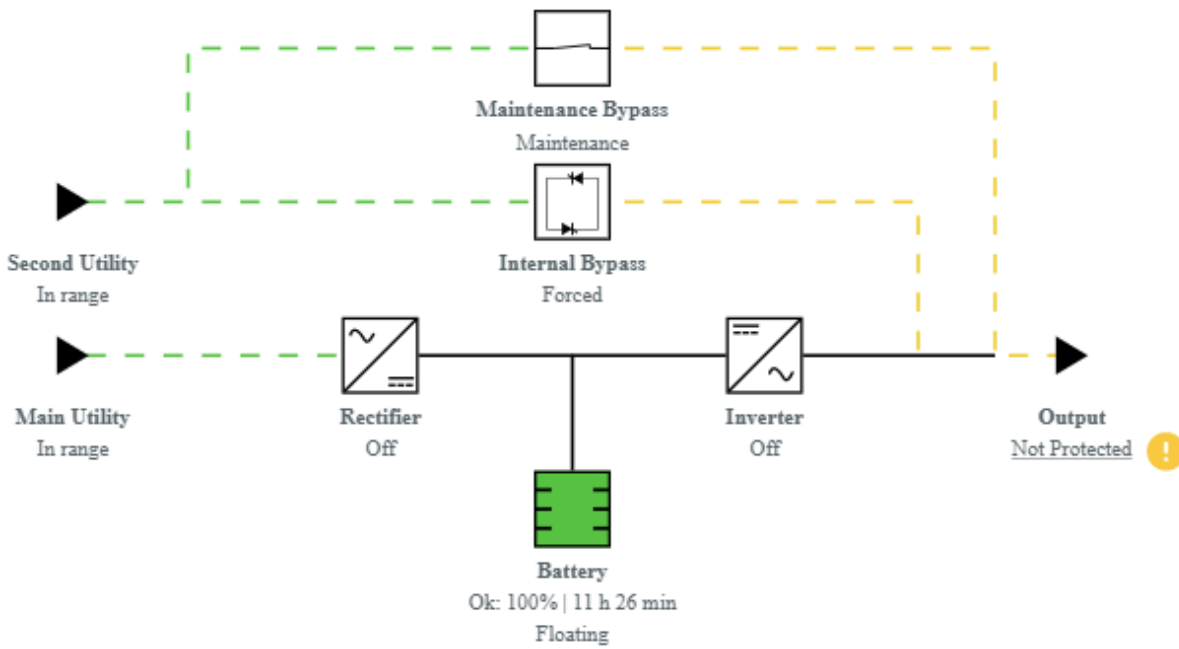 Maintenance Bypass
Maintenance
Second Utility
In range
Internal Bypass
Forced
Main Utility
In range
Rectifier
Off
Inverter
Off
Output
Not Protected
!
Battery
Ok: 100% | 11 h 26 min
Floating